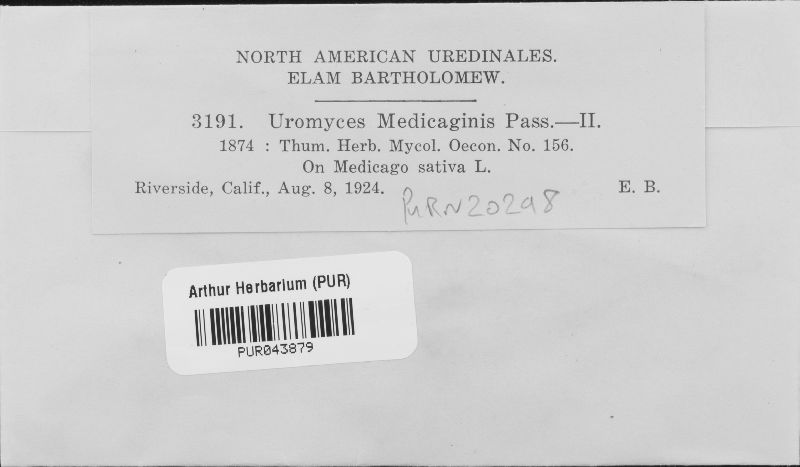 NORTH AMERICAN UREDINALES.
ELAM BARTHOLOMEW.
3191. Uromyces Medicaginis Pass.—II.
1874 : Thum. Herb. Mycol. Oecon. No. 156.
On Medicago sativa L.
Riverside, Calif., Aug. 8, 1924. E. B.
PURN20298
Arthur Herbarium (PUR)
PUR043879